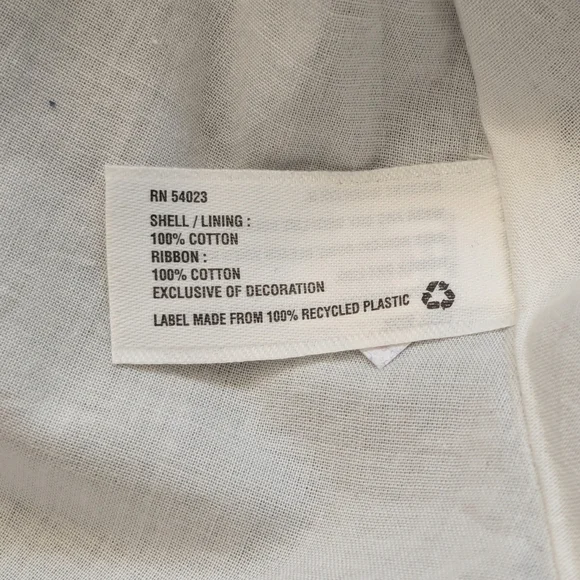 RN 54023
SHELL / LINING :
100% COTTON
RIBBON :
100% COTTON
EXCLUSIVE OF DECORATION
LABEL MADE FROM 100% RECYCLED PLASTIC